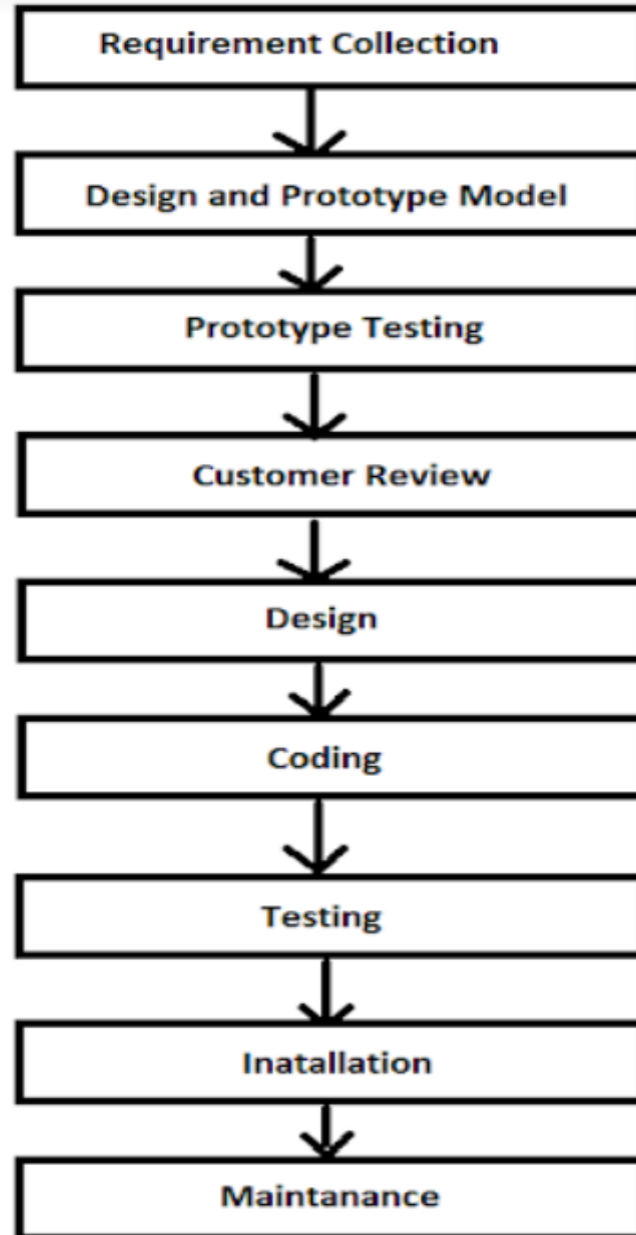 Requirement Collection
Design and Prototype Model
Prototype Testing
Customer Review
Design
Coding
Testing
Inatallation
Maintanance